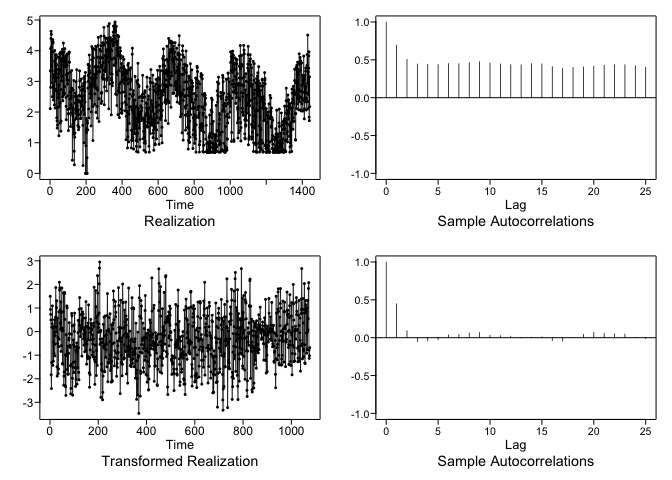 5
4
3
2
1
0
0 200 400 600 800 1000 1400
Time
Realization
1.0
0.5
0.0
-0.5
-1.0
0 5 10 15 20 25
Lag
Sample Autocorrelations
3
2
1
0
-1
-2
-3
0 200 400 600 800 1000
Time
Transformed Realization
1.0
0.5
0.0
-0.5
-1.0
0 5 10 15 20 25
Lag
Sample Autocorrelations